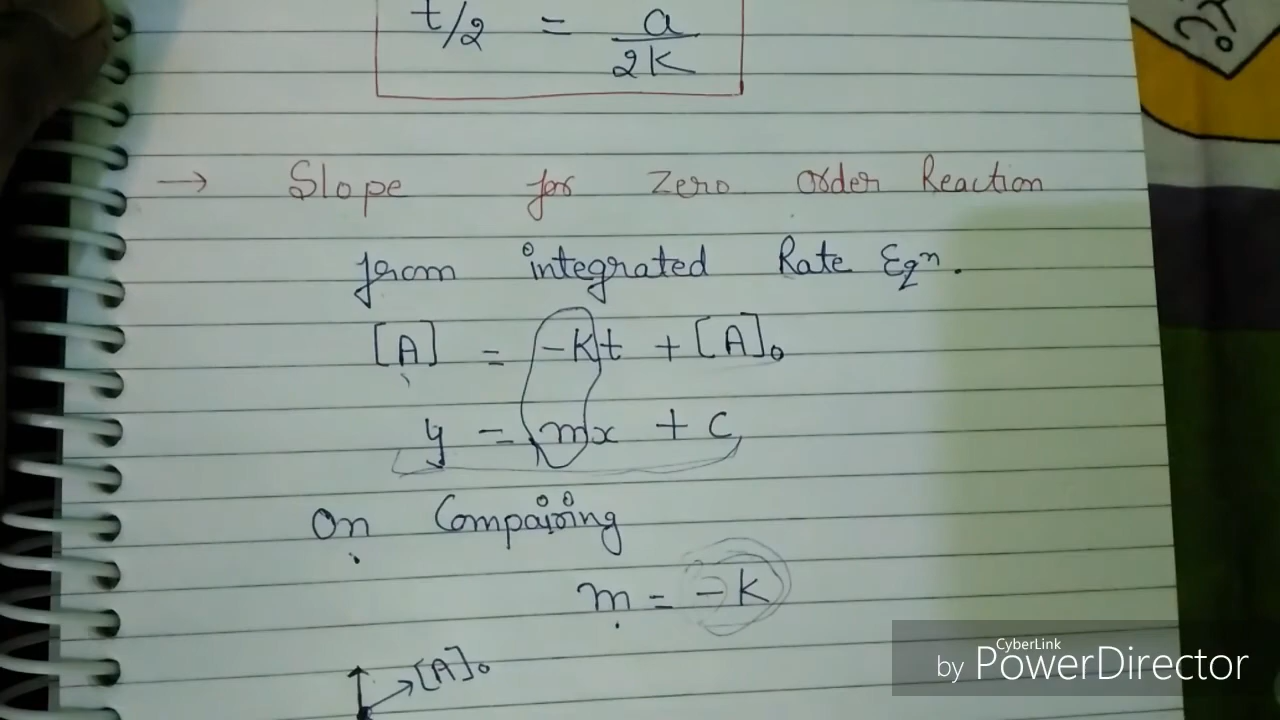 t/2 = a/2K
→ Slope for Zero order Reaction
from integrated Rate Eqn.
[A] = -Kt + [A]₀
y = mx + C
On Compairing
m = -K
[A]₀
CyberLink
by PowerDirector